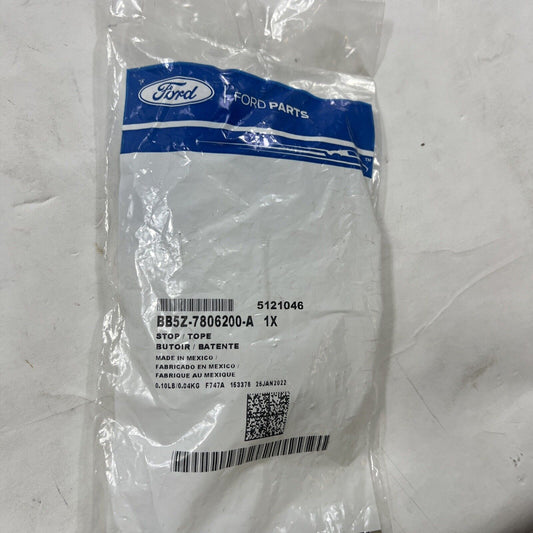 Ford
FORD PARTS
5121046
BB5Z-7806200-A 1X
STOP / TOPE
BUTOIR / BATENTE
MADE IN MEXICO /
FABRICADO EN MEXICO /
FABRIQUE AU MEXIQUE
0.10LB/0.04KG F747A 153378 26JAN2022